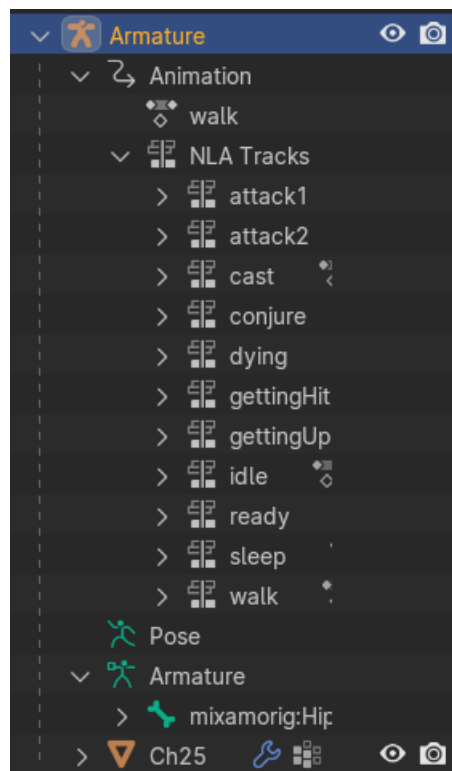 Armature
Animation
walk
NLA Tracks
attack1
attack2
cast
conjure
dying
gettingHit
gettingUp
idle
ready
sleep
walk
Pose
Armature
mixamorig:Hip
Ch25